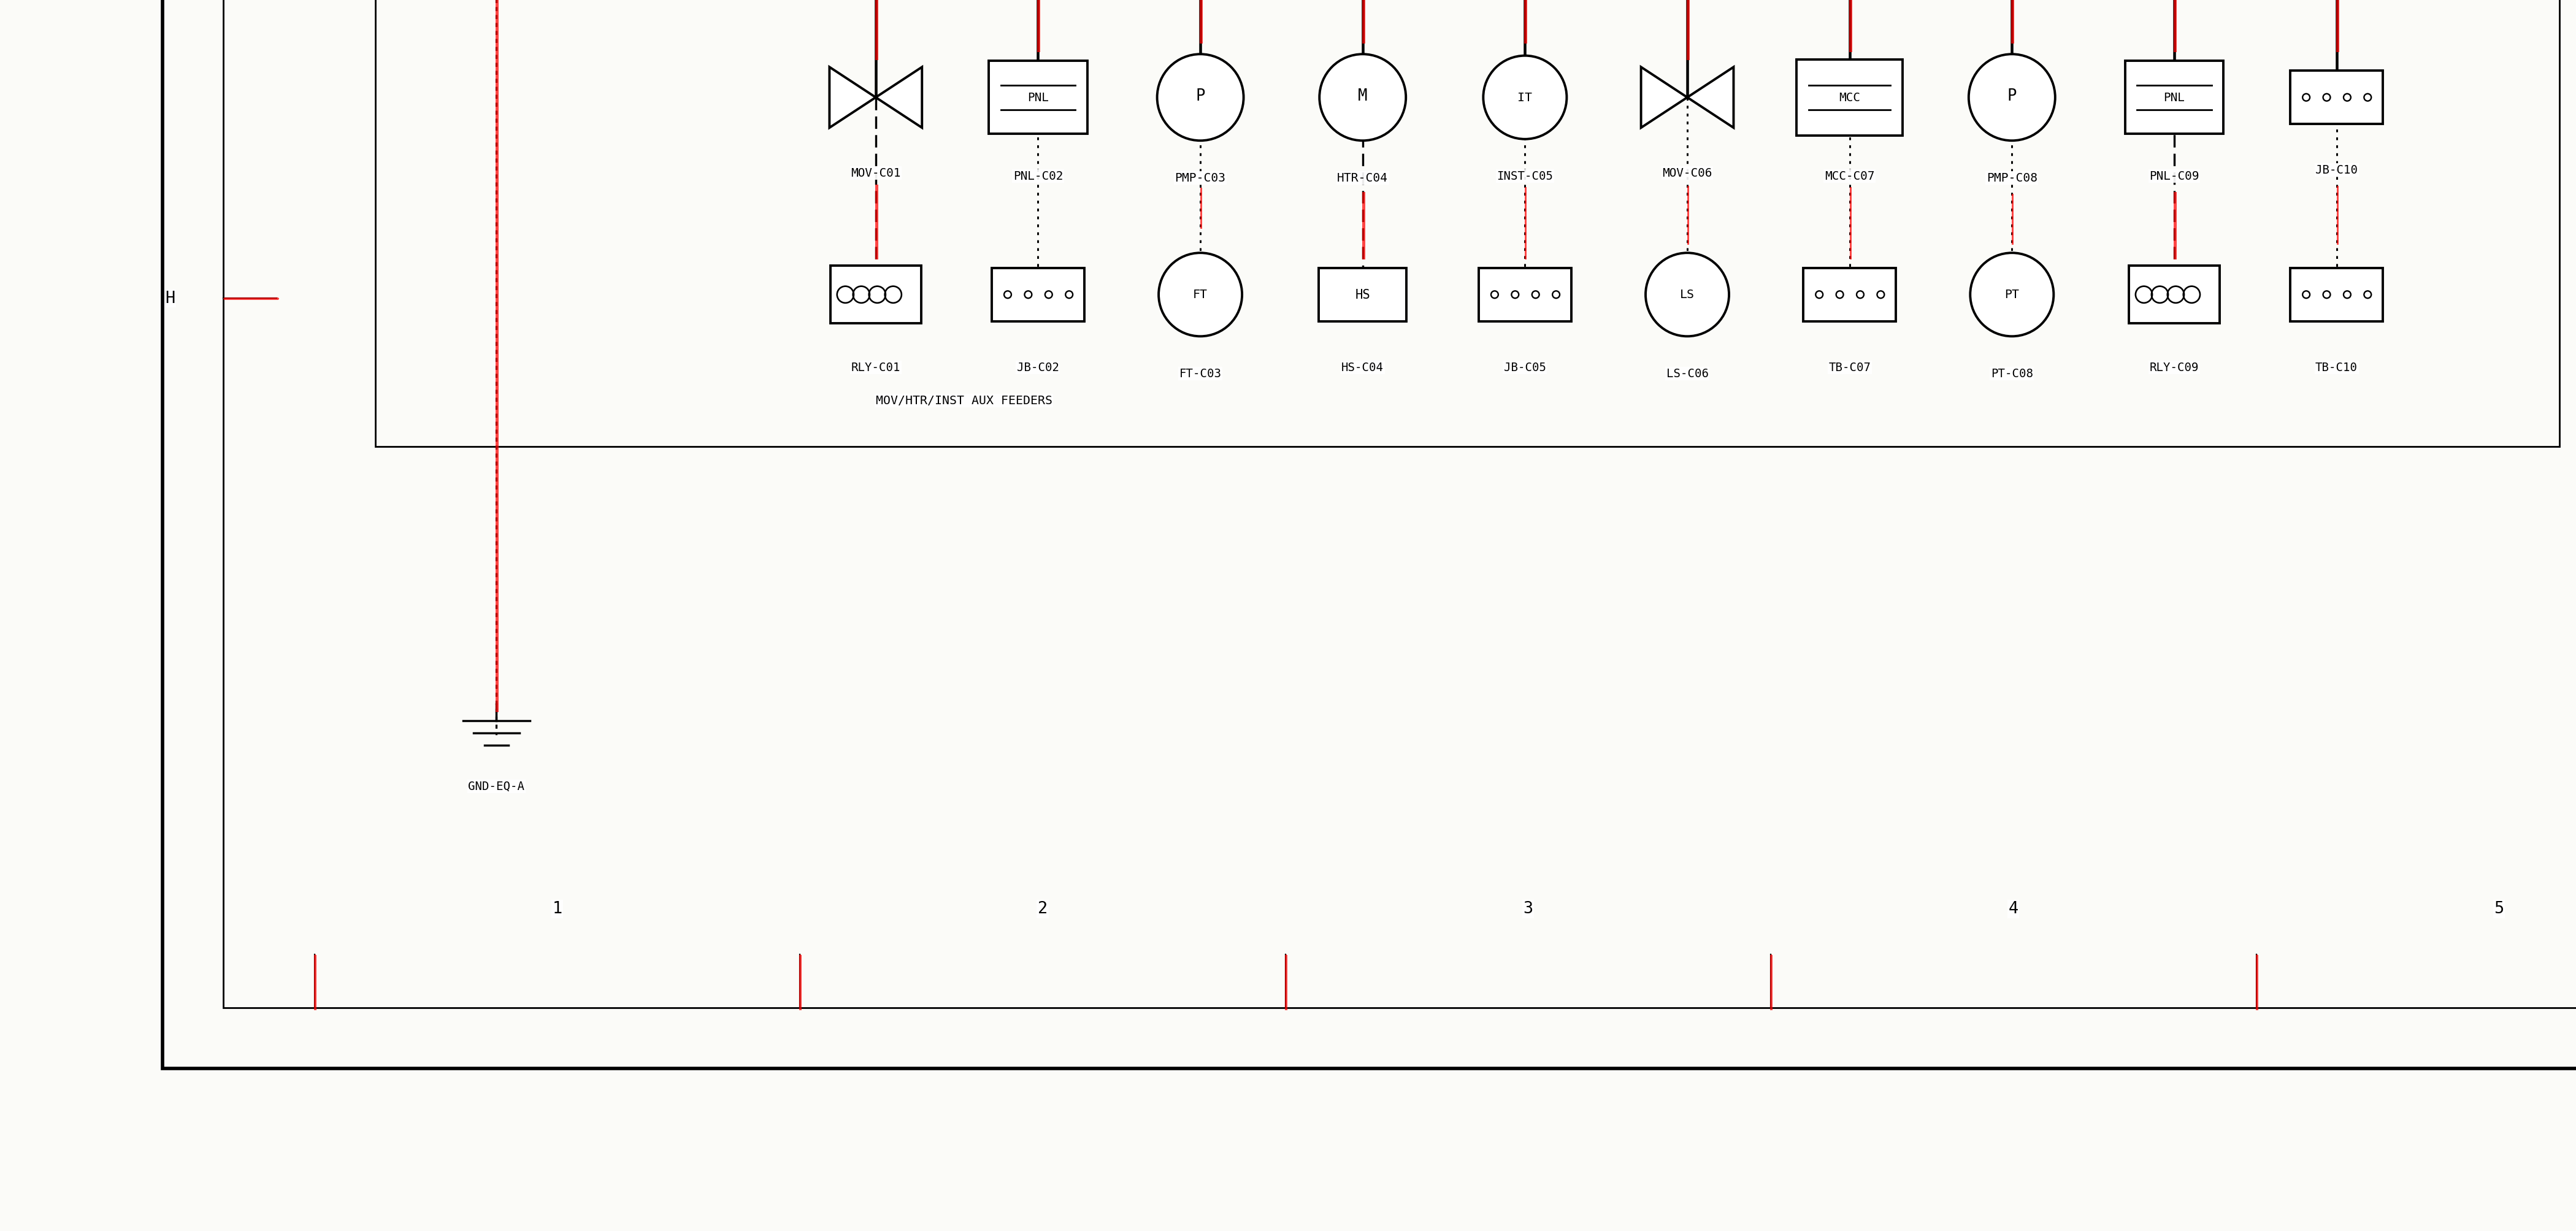 PNL P M IT MCC P PNL
MOV-C01 PNL-C02 PMP-C03 HTR-C04 INST-C05 MOV-C06 MCC-C07 PMP-C08 PNL-C09 JB-C10
H
FT HS LS PT
RLY-C01 JB-C02 FT-C03 HS-C04 JB-C05 LS-C06 TB-C07 PT-C08 RLY-C09 TB-C10
MOV/HTR/INST AUX FEEDERS
GND-EQ-A
1 2 3 4 5